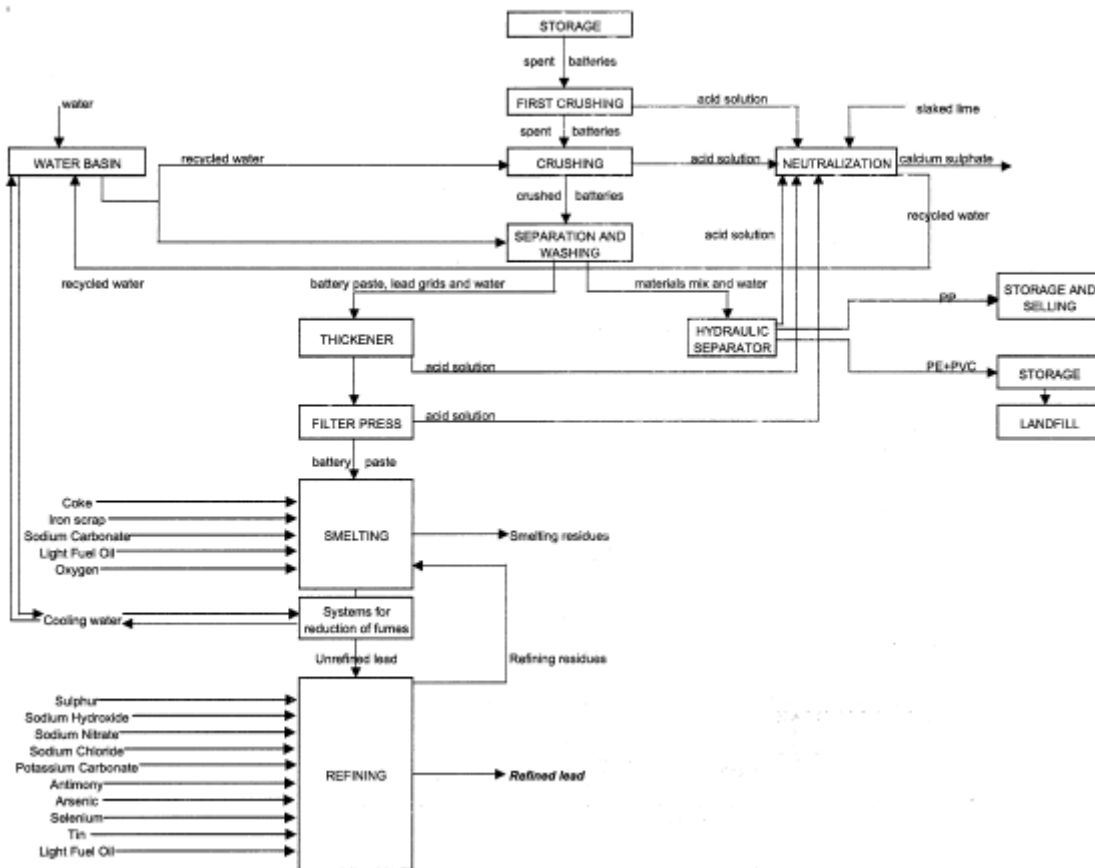 STORAGE
spent batteries
water
FIRST CRUSHING
acid solution
slaked lime
spent batteries
WATER BASIN
recycled water
CRUSHING
acid solution
NEUTRALIZATION
calcium sulphate
crushed batteries
recycled water
SEPARATION AND
WASHING
acid solution
recycled water
battery paste, lead grids and water
materials mix and water
PP
STORAGE AND
SELLING
THICKENER
HYDRAULIC
SEPARATOR
acid solution
PE+PVC
STORAGE
FILTER PRESS
acid solution
LANDFILL
battery paste
Coke
Iron scrap
Sodium Carbonate
Light Fuel Oil
Oxygen
SMELTING
Smelting residues
Cooling water
Systems for
reduction of fumes
Unrefined lead
Refining residues
Sulphur
Sodium Hydroxide
Sodium Nitrate
Sodium Chloride
Potassium Carbonate
Antimony
Arsenic
Selenium
Tin
Light Fuel Oil
REFINING
Refined lead